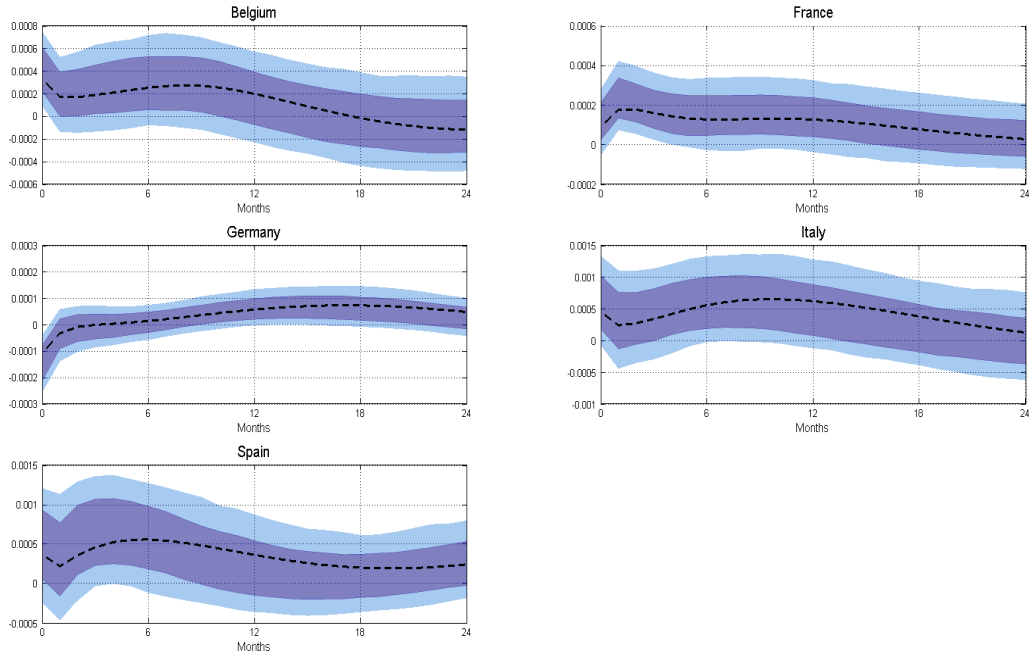 Belgium
0.0008
0.0006
0.0004
0.0002
0
-0.0002
-0.0004
-0.0006
0 6 12 18 24
Months
France
0.0006
0.0004
0.0002
0
-0.0002
0 6 12 18 24
Months
Germany
0.0003
0.0002
0.0001
0
-0.0001
-0.0002
-0.0003
0 6 12 18 24
Months
Italy
0.0015
0.001
0.0005
0
-0.0005
-0.001
0 6 12 18 24
Months
Spain
0.0015
0.001
0.0005
0
-0.0005
0 6 12 18 24
Months